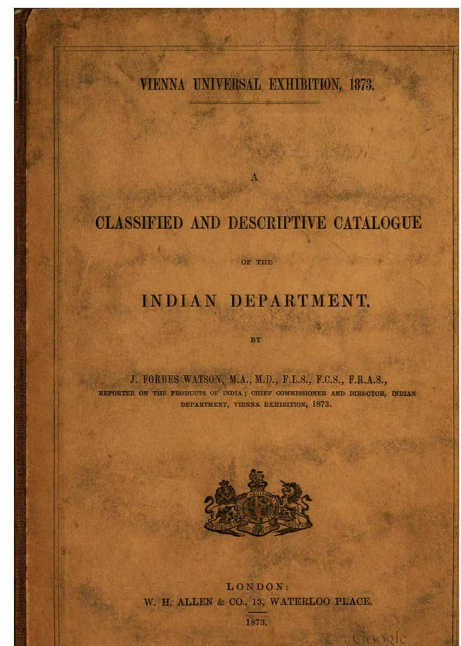 VIENNA UNIVERSAL EXHIBITION, 1873.
A
CLASSIFIED AND DESCRIPTIVE CATALOGUE
OF THE
INDIAN DEPARTMENT.
BY
J. FORBES WATSON, M.A., M.D., F.L.S., F.C.S., F.R.A.S.,
REPORTER ON THE PRODUCTS OF INDIA; CHIEF COMMISSIONER AND DIRECTOR, INDIAN
DEPARTMENT, VIENNA EXHIBITION, 1873.
LONDON:
W. H. ALLEN & CO., 13, WATERLOO PLACE.
1873.
Google